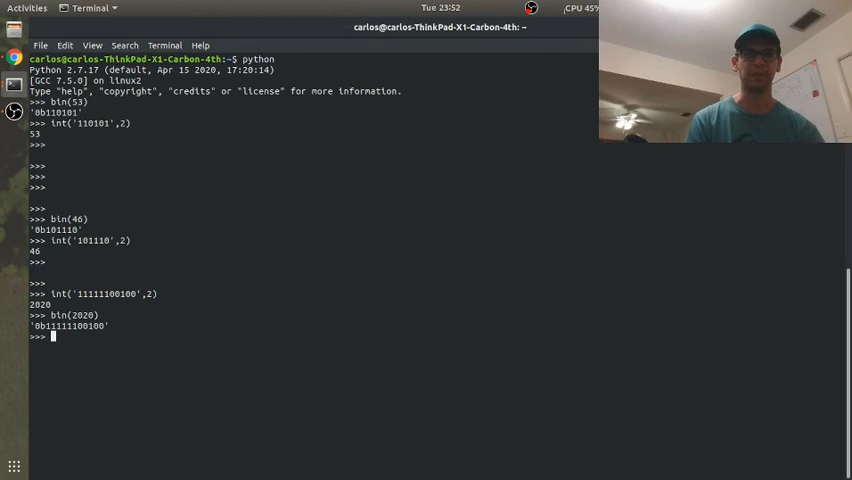 Activities Terminal Tue 23:52 CPU 45%
carlos@carlos-ThinkPad-X1-Carbon-4th: ~
File Edit View Search Terminal Help
carlos@carlos-ThinkPad-X1-Carbon-4th:~$ python
Python 2.7.17 (default, Apr 15 2020, 17:20:14)
[GCC 7.5.0] on linux2
Type "help", "copyright", "credits" or "license" for more information.
>>> bin(53)
'0b110101'
>>> int('110101',2)
53
>>>
>>>
>>>
>>>
>>>
>>> bin(46)
'0b101110'
>>> int('101110',2)
46
>>>
>>>
>>> int('11111100100',2)
2020
>>> bin(2020)
'0b11111100100'
>>>